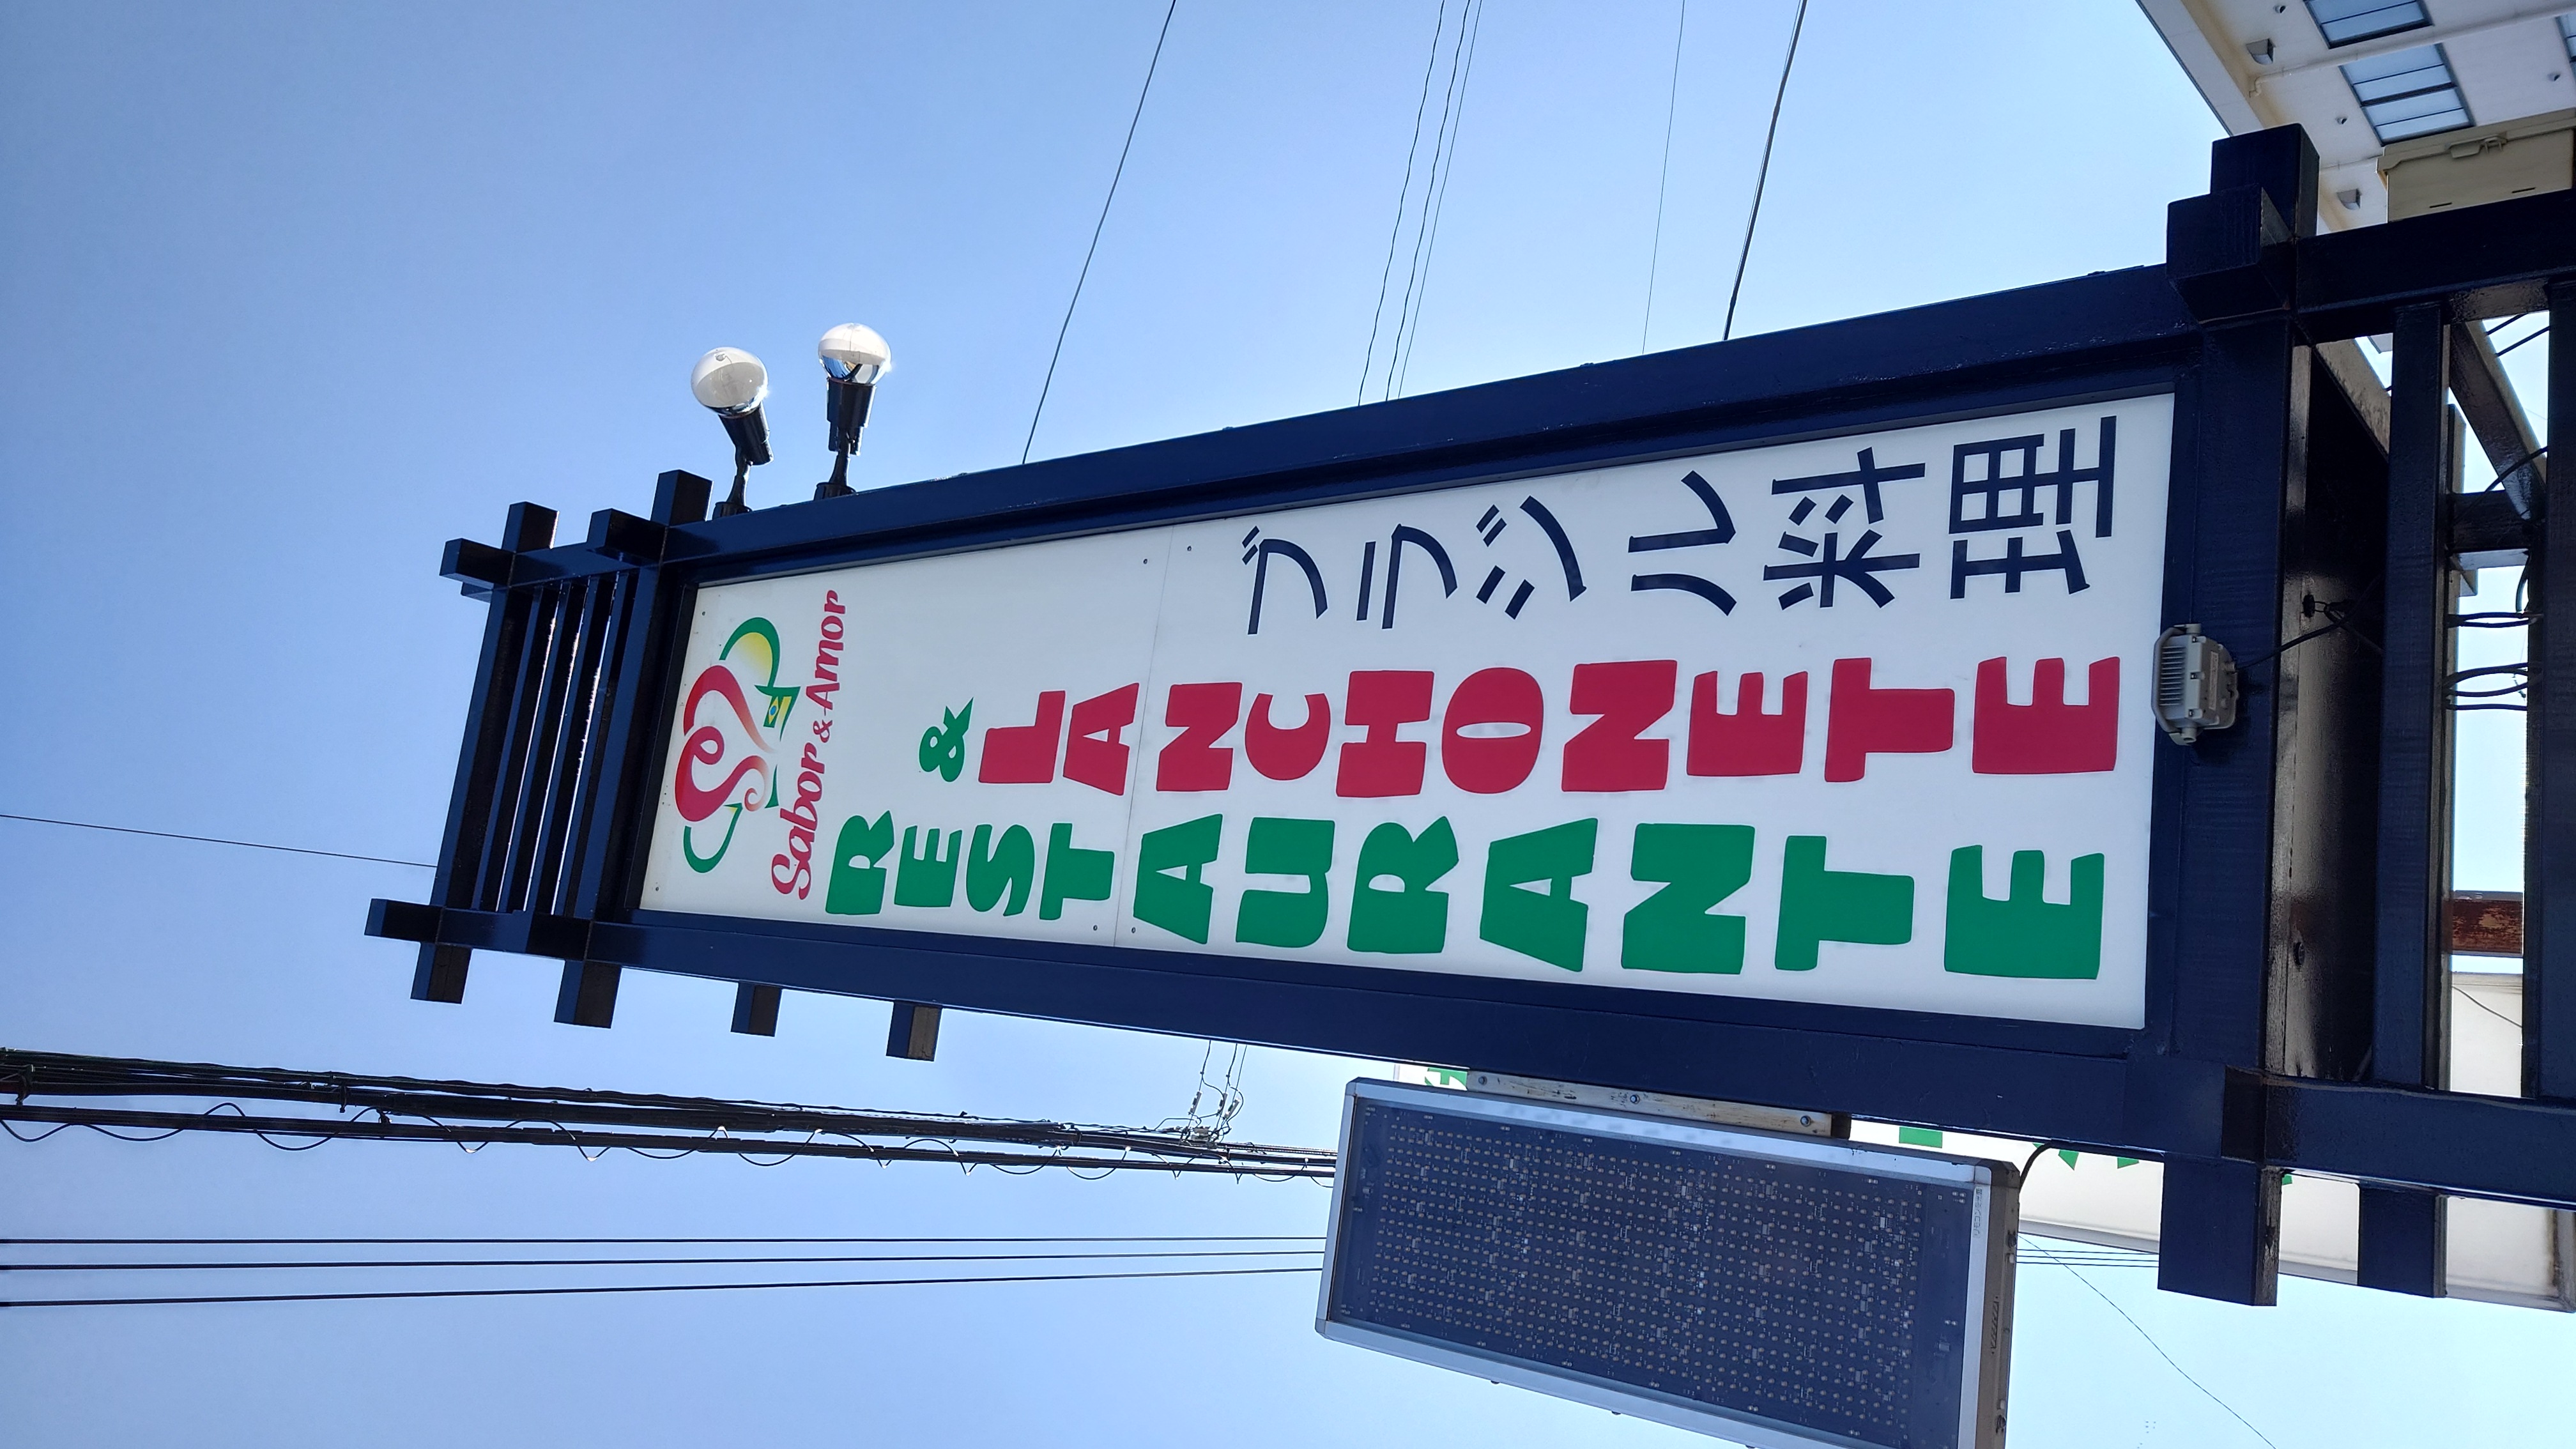 Sabor & Amor
RESTAURANTE
& LANCHONETE
ブラジル料理